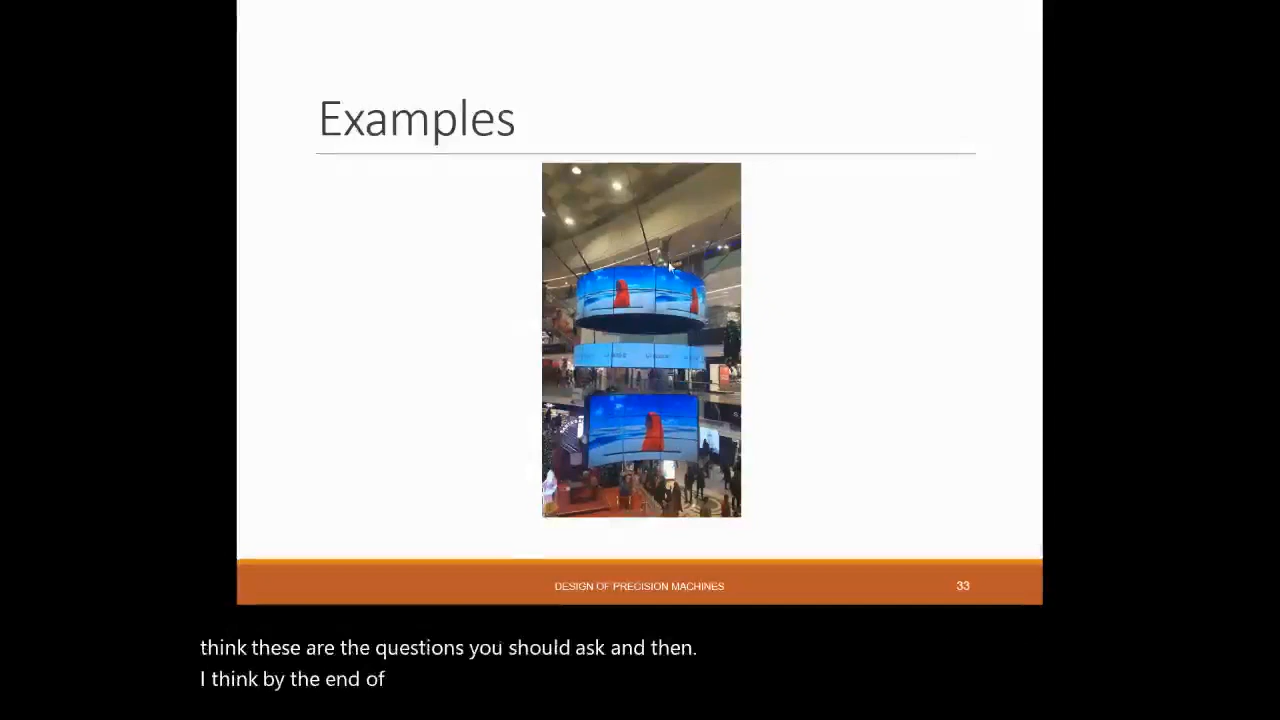 Examples
DESIGN OF PRECISION MACHINES
33
think these are the questions you should ask and then.
I think by the end of